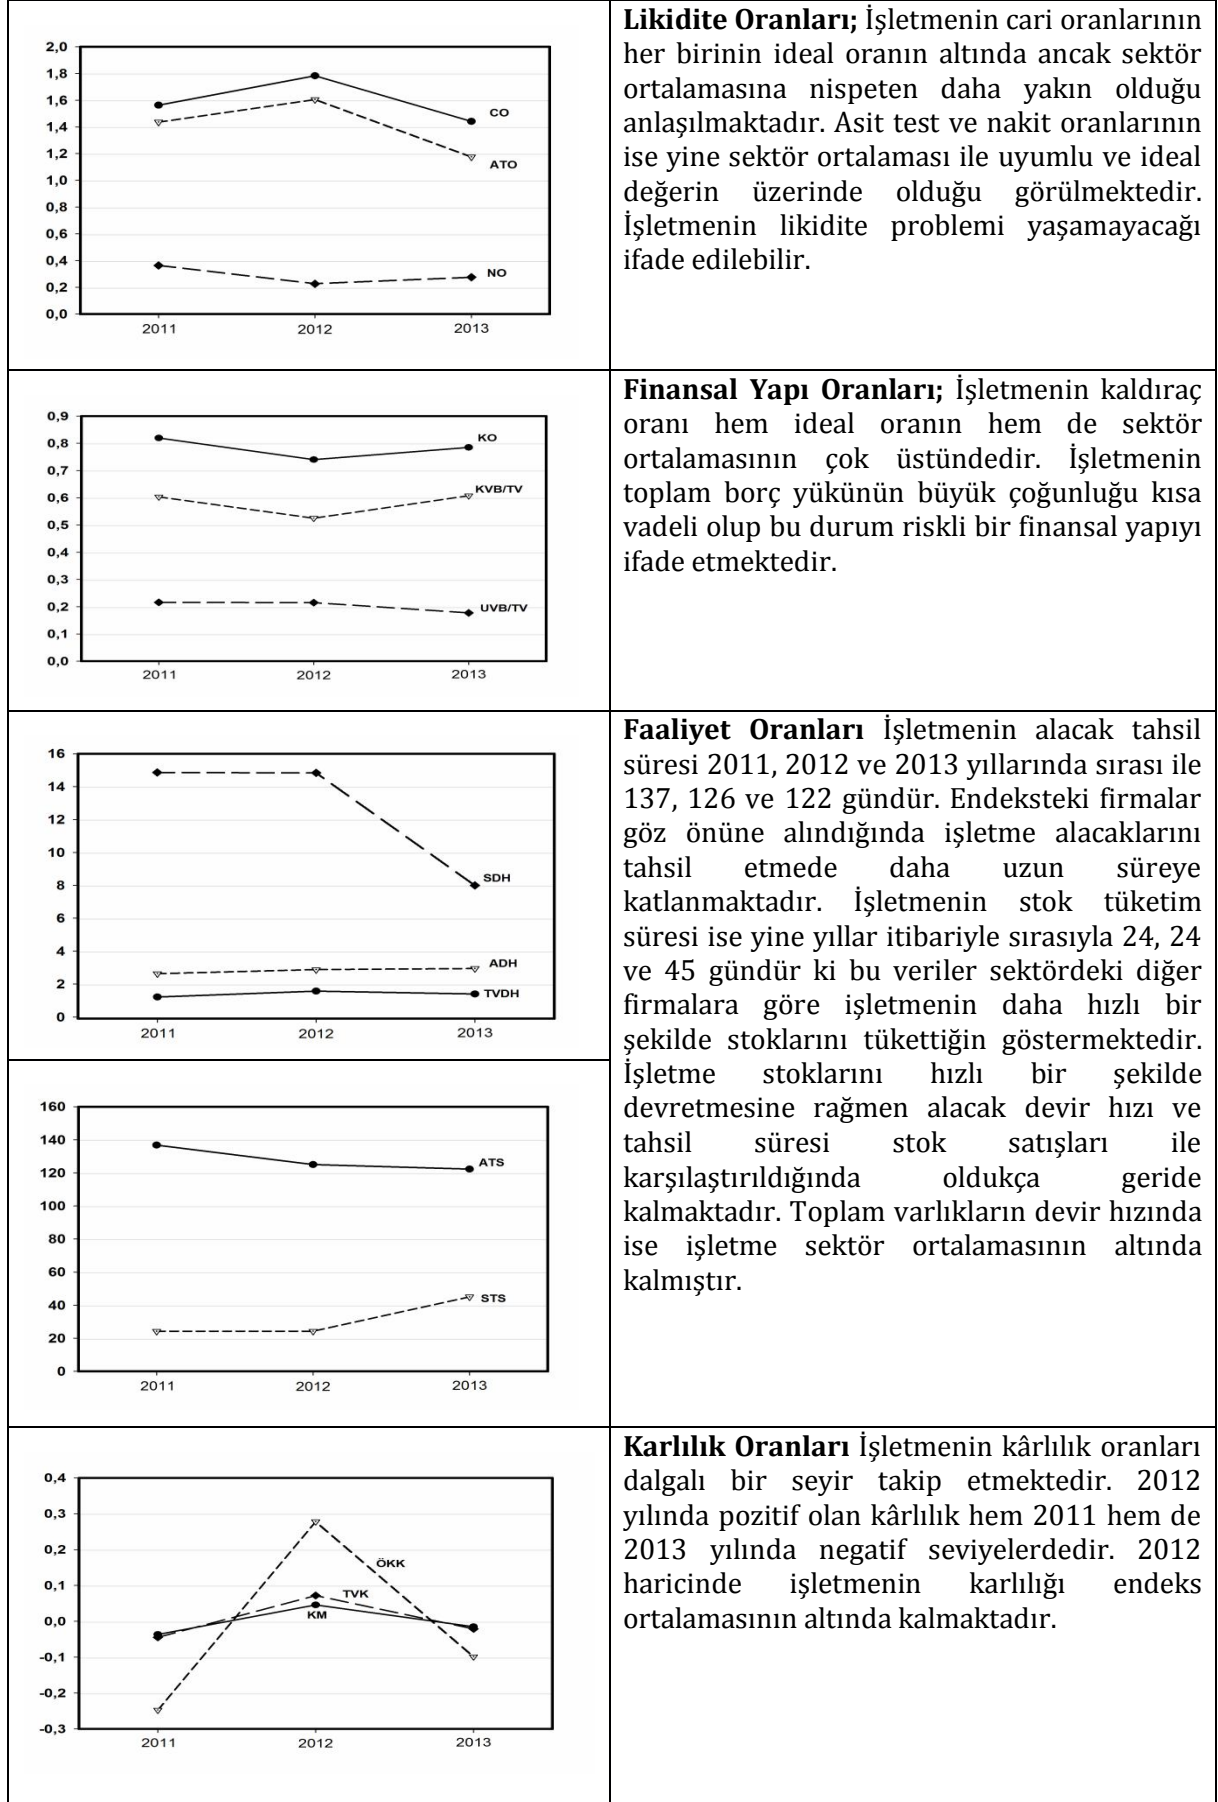 2,0
1,8
1,6
1,4
1,2
1,0
0,8
0,6
0,4
0,2
0,0
CO
ATO
NO
2011
2012
2013
Likidite Oranları; İşletmenin cari oranlarının
her birinin ideal oranın altında ancak sektör
ortalamasına nispeten daha yakın olduğu
anlaşılmaktadır. Asit test ve nakit oranlarının
ise yine sektör ortalaması ile uyumlu ve ideal
değerin üzerinde olduğu görülmektedir.
İşletmenin likidite problemi yaşamayacağı
ifade edilebilir.
0,9
0,8
0,7
0,6
0,5
0,4
0,3
0,2
0,1
0,0
KO
KVB/TV
UVB/TV
2011
2012
2013
Finansal Yapı Oranları; İşletmenin kaldıraç
oranı hem ideal oranın hem de sektör
ortalamasının çok üstündedir. İşletmenin
toplam borç yükünün büyük çoğunluğu kısa
vadeli olup bu durum riskli bir finansal yapıyı
ifade etmektedir.
16
14
12
10
8
6
4
2
0
SDH
ADH
TVDH
2011
2012
2013
160
140
120
100
80
60
40
20
0
ATS
STS
2011
2012
2013
Faaliyet Oranları İşletmenin alacak tahsil
süresi 2011, 2012 ve 2013 yıllarında sırası ile
137, 126 ve 122 gündür. Endeksteki firmalar
göz önüne alındığında işletme alacaklarını
tahsil etmede daha uzun süreye
katlanmaktadır. İşletmenin stok tüketim
süresi ise yine yıllar itibariyle sırasıyla 24, 24
ve 45 gündür ki bu veriler sektördeki diğer
firmalara göre işletmenin daha hızlı bir
şekilde stoklarını tükettiğin göstermektedir.
İşletme stoklarını hızlı bir şekilde
devretmesine rağmen alacak devir hızı ve
tahsil süresi stok satışları ile
karşılaştırıldığında oldukça geride
kalmaktadır. Toplam varlıkların devir hızında
ise işletme sektör ortalamasının altında
kalmıştır.
0,4
0,3
0,2
0,1
0,0
-0,1
-0,2
-0,3
ÖKK
TVK
KM
2011
2012
2013
Karlılık Oranları İşletmenin kârlılık oranları
dalgalı bir seyir takip etmektedir. 2012
yılında pozitif olan kârlılık hem 2011 hem de
2013 yılında negatif seviyelerdedir. 2012
haricinde işletmenin karlılığı endeks
ortalamasının altında kalmaktadır.